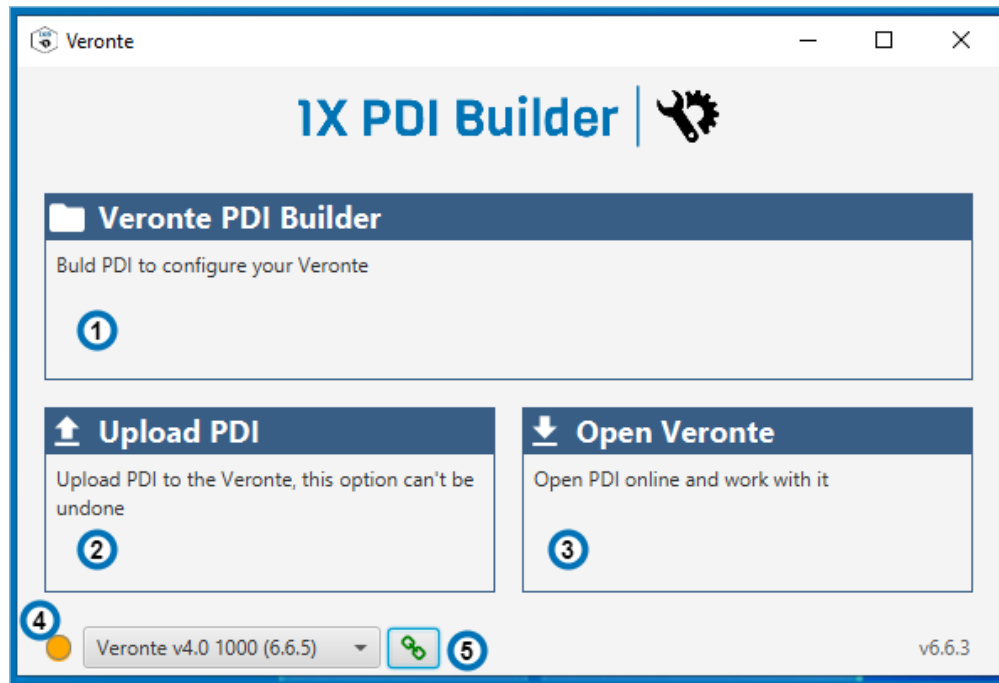 Veronte
1X PDI Builder
Veronte PDI Builder
Buld PDI to configure your Veronte
1
Upload PDI
Upload PDI to the Veronte, this option can't be
undone
2
Open Veronte
Open PDI online and work with it
3
4
Veronte v4.0 1000 (6.6.5)
5
v6.6.3